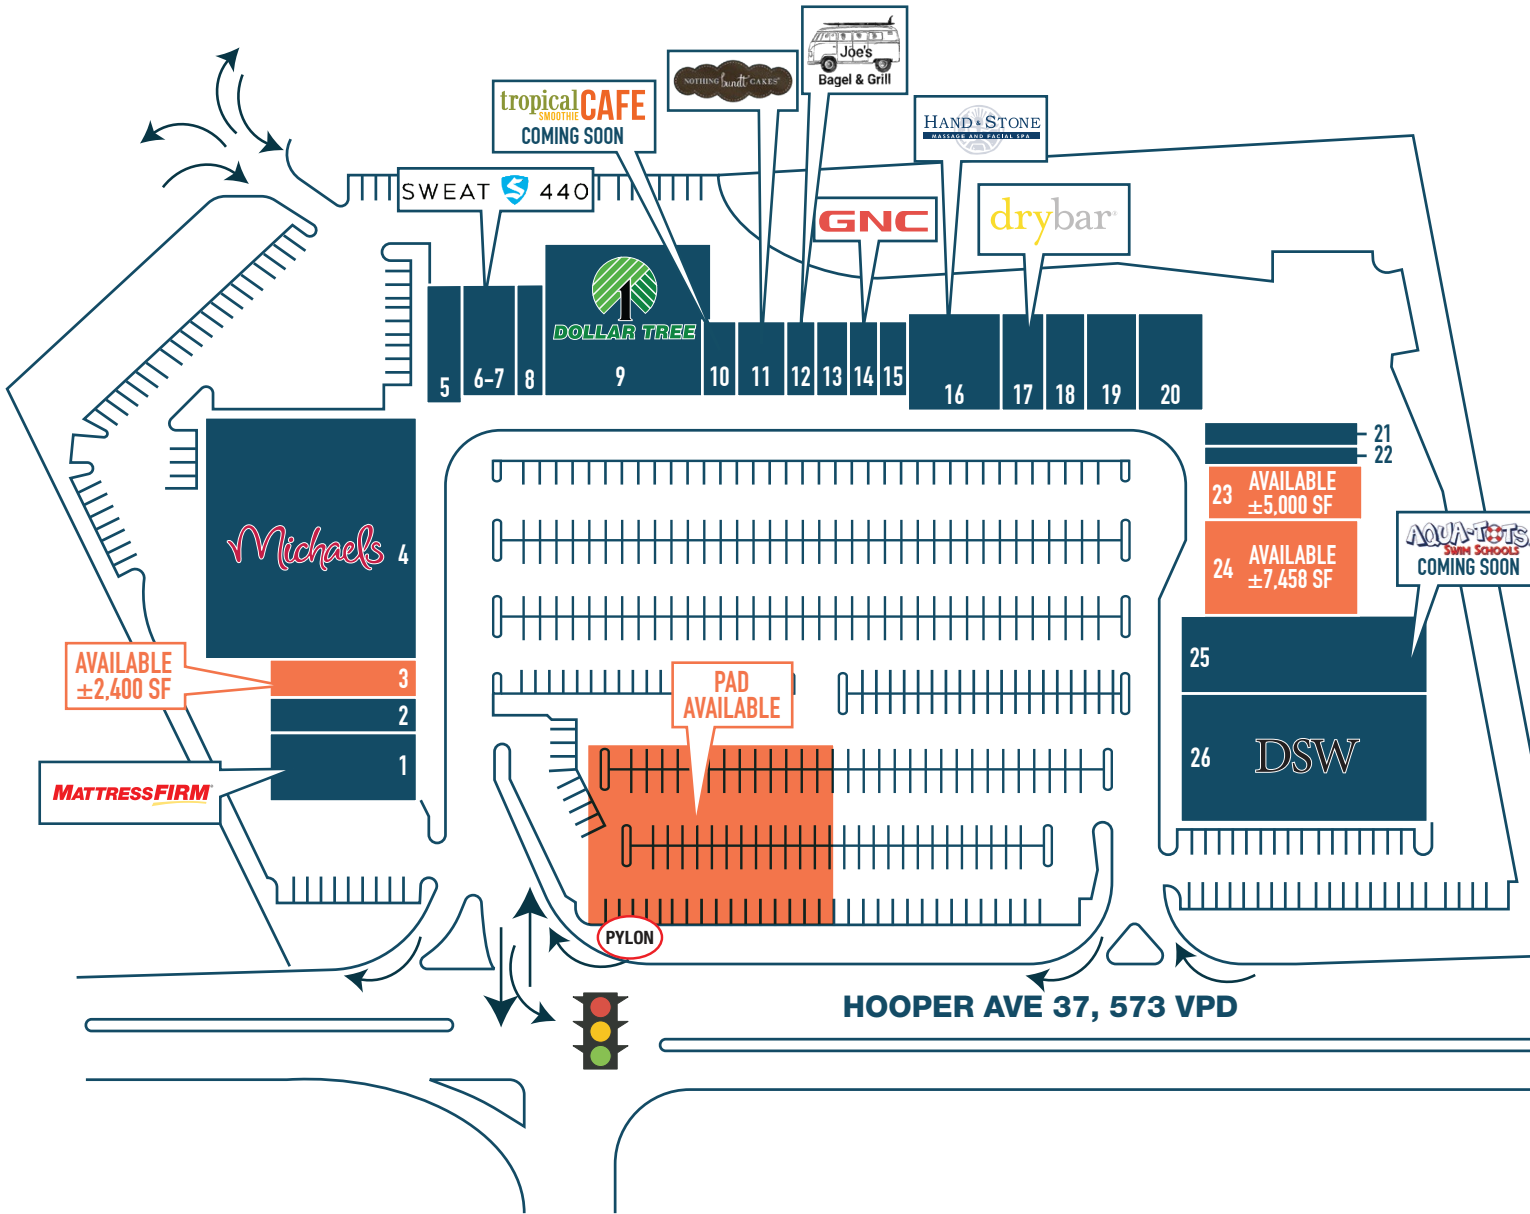 Joe's
Bagel & Grill
NOTHING bundt CAKES
tropical CAFE
SMOOTHIE
COMING SOON
HAND & STONE
MASSAGE AND FACIAL SPA
SWEAT 440
GNC
drybar
1
DOLLAR TREE
5
6-7
8
9
10
11
12
13
14
15
16
17
18
19
20
21
22
23 AVAILABLE
±5,000 SF
24 AVAILABLE
±7,458 SF
AQUA-TOTS
SWIM SCHOOLS
COMING SOON
25
26 DSW
Michaels 4
AVAILABLE
±2,400 SF
3
2
1
MATTRESSFIRM
PAD
AVAILABLE
PYLON
HOOPER AVE 37, 573 VPD